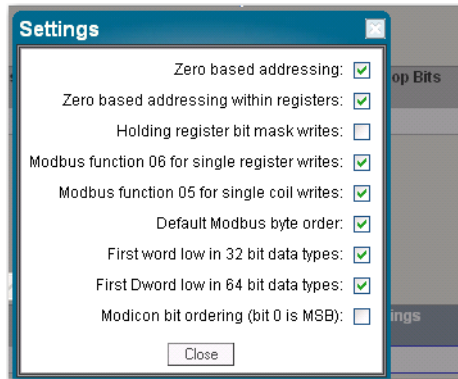 Settings
Zero based addressing:
op Bits
Zero based addressing within registers:
Holding register bit mask writes:
Modbus function 06 for single register writes:
Modbus function 05 for single coil writes:
Default Modbus byte order:
First word low in 32 bit data types:
First Dword low in 64 bit data types:
Modicon bit ordering (bit 0 is MSB):
ings
Close